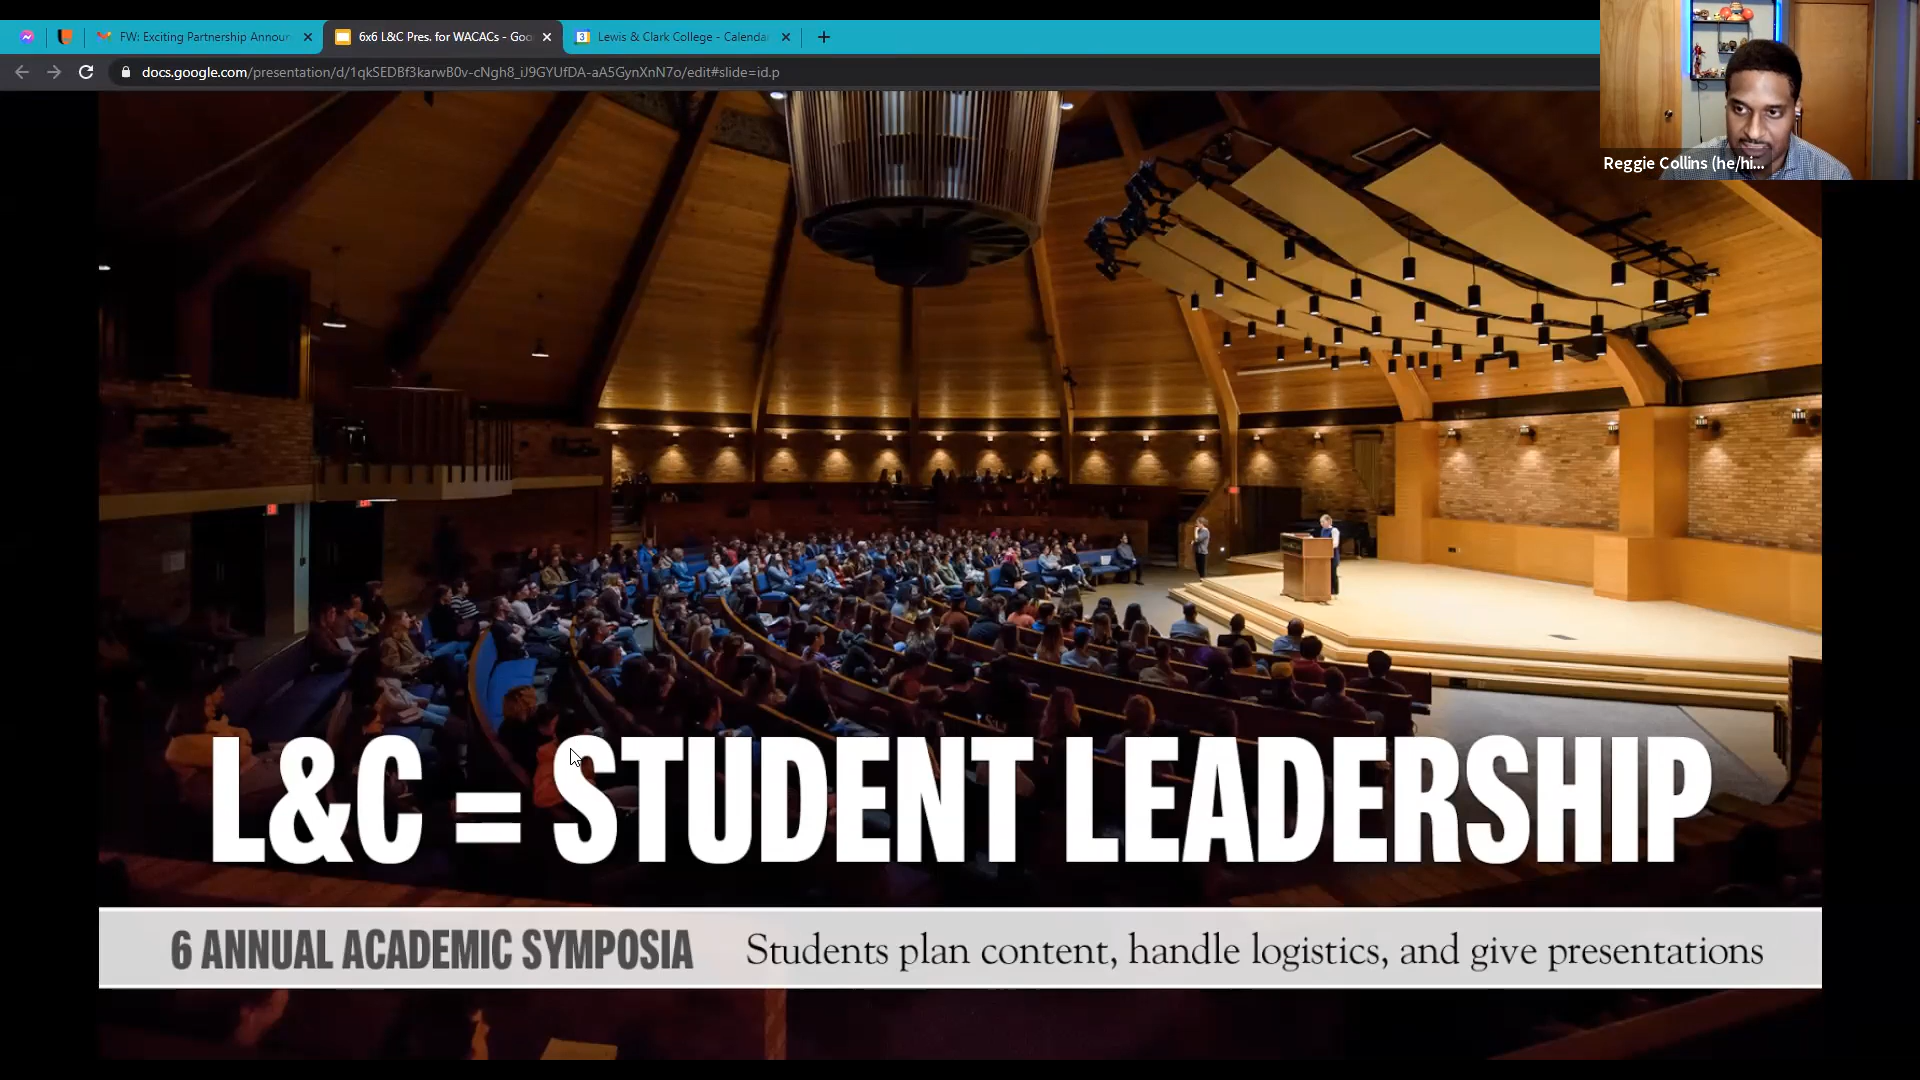 FW: Exciting Partnership Announ
6x6 L&C Pres. for WACACs - Goo
Lewis & Clark College - Calenda
docs.google.com/presentation/d/1qkSEDBf3karwB0v-cNgh8_iJ9GYUfDA-aA5GynXnN7o/edit#slide=id.p
Reggie Collins (he/hi...
L&C = STUDENT LEADERSHIP
6 ANNUAL ACADEMIC SYMPOSIA Students plan content, handle logistics, and give presentations